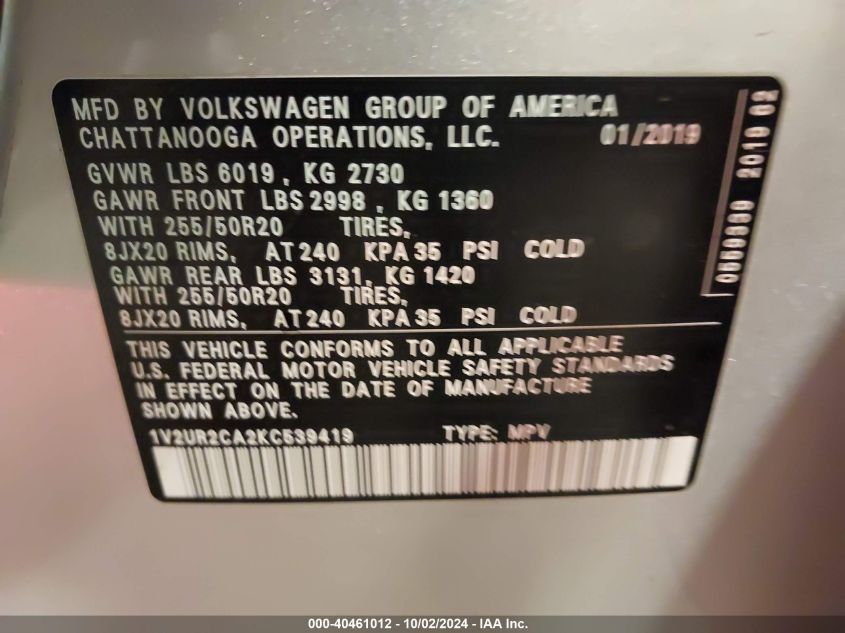 MFD BY VOLKSWAGEN GROUP OF AMERICA
CHATTANOOGA OPERATIONS, LLC. 01/2019
GVWR LBS 6019, KG 2730
GAWR FRONT LBS 2998, KG 1360
WITH 255/50R20 TIRES,
8JX20 RIMS, AT 240 KPA 35 PSI COLD
GAWR REAR LBS 3131, KG 1420
WITH 255/50R20 TIRES,
8JX20 RIMS, AT 240 KPA 35 PSI COLD
THIS VEHICLE CONFORMS TO ALL APPLICABLE
U.S. FEDERAL MOTOR VEHICLE SAFETY STANDARDS
IN EFFECT ON THE DATE OF MANUFACTURE
SHOWN ABOVE.
1V2UR2CA2KC539419 TYPE: MPV
2019
000-40461012 - 10/02/2024 - IAA Inc.